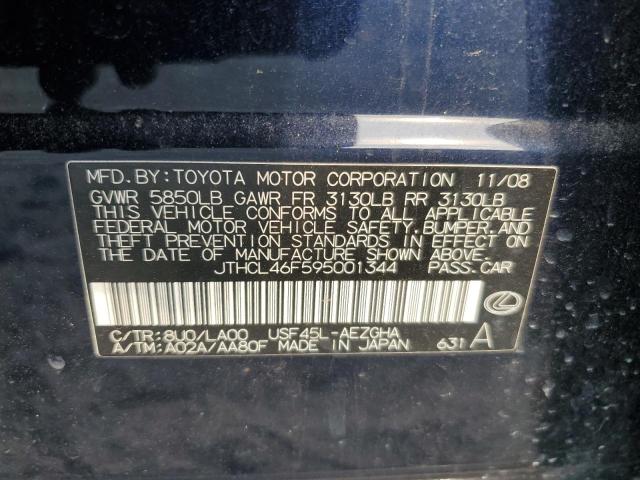 MFD.BY:TOYOTA MOTOR CORPORATION 11/08
GVWR 5850LB GAWR FR 3130LB RR 3130LB
THIS VEHICLE CONFORMS TO ALL APPLICABLE
FEDERAL MOTOR VEHICLE SAFETY,BUMPER,AND
THEFT PREVENTION STANDARDS IN EFFECT ON
THE DATE OF MANUFACTURE SHOWN ABOVE.
JTHCL46F595001344 PASS.CAR
C/TR:8U0/LA00 USF45L-AEZGHA
A/TM:A02A/AA80F MADE IN JAPAN 631 A